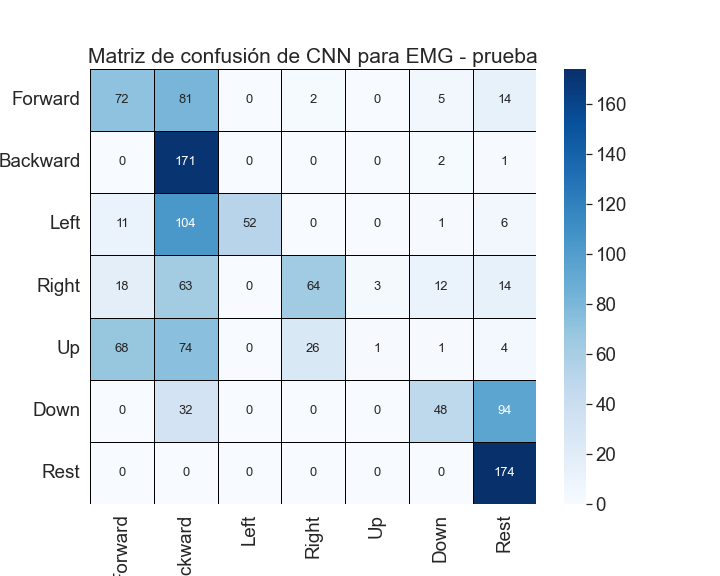 Matriz de confusión de CNN para EMG - prueba
Forward 72 81 0 2 0 5 14
Backward 0 171 0 0 0 2 1
Left 11 104 52 0 0 1 6
Right 18 63 0 64 3 12 14
Up 68 74 0 26 1 1 4
Down 0 32 0 0 0 48 94
Rest 0 0 0 0 0 0 174
Forward
ckward
Left
Right
Up
Down
Rest
160
140
120
100
80
60
40
20
0